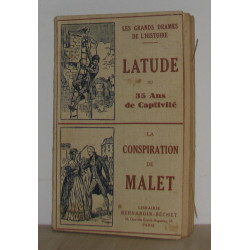 LES GRANDS DRAMES
DE L'HISTOIRE
LATUDE
ou
35 Ans
de Captivité
LA
CONSPIRATION
DE
MALET
LIBRAIRIE
BERNARDIN-BÉCHET
PARIS